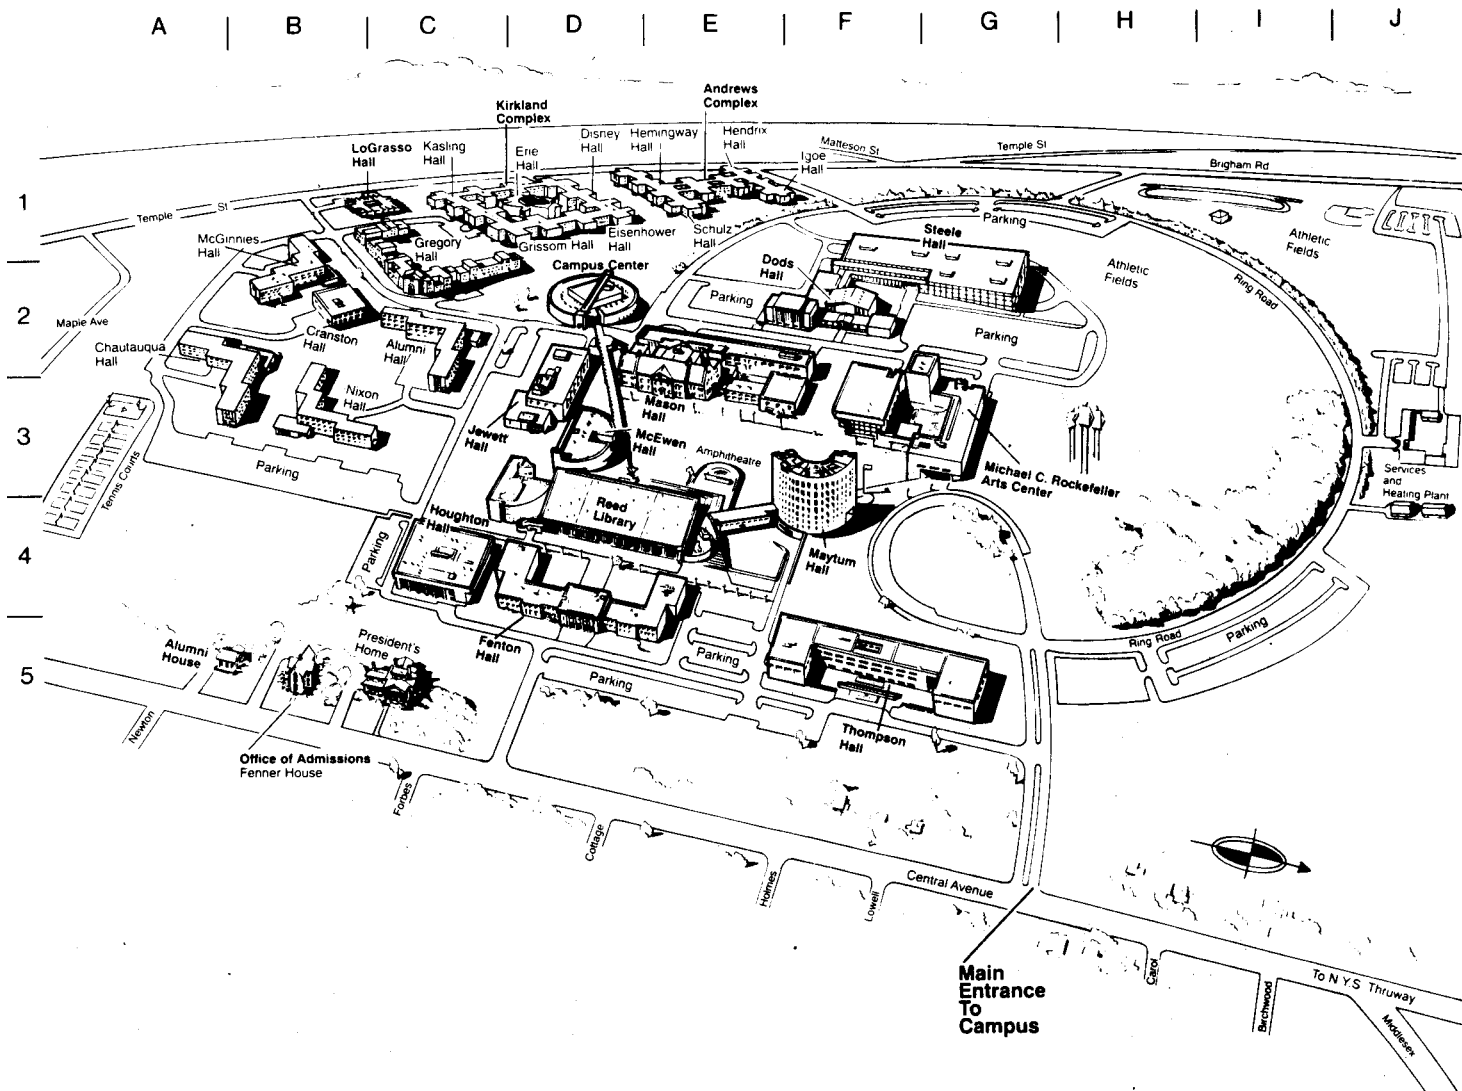 A | B | C | D | E | F | G | H | I | J
1
2
3
4
5
Andrews
Complex
Kirkland
Complex
LoGrasso
Hall
Kasling
Hall
Erie
Hall
Disney
Hall
Hemingway
Hall
Hendrix
Hall
Igoe
Hall
Matteson St
Temple St
Brigham Rd
Temple St
McGinnies
Hall
Gregory
Hall
Grissom Hall
Eisenhower
Hall
Schulz
Hall
Parking
Steele
Hall
Athletic
Fields
Athletic
Fields
Ring Road
Campus Center
Dods
Hall
Parking
Parking
Maple Ave
Chautauqua
Hall
Cranston
Hall
Alumni
Hall
Nixon
Hall
Mason
Hall
Jewett
Hall
McEwen
Hall
Amphitheatre
Michael C. Rockefeller
Arts Center
Services
and
Heating Plant
Tennis Courts
Parking
Reed
Library
Houghton
Hall
Parking
Maytum
Hall
Alumni
House
President's
Home
Fenton
Hall
Parking
Parking
Ring Road
Parking
Thompson
Hall
Newton
Office of Admissions
Fenner House
Forbes
Cottage
Holmes
Lowell
Central Avenue
Main
Entrance
To
Campus
Carol
Birchwood
To N.Y.S Thruway
Middlesex